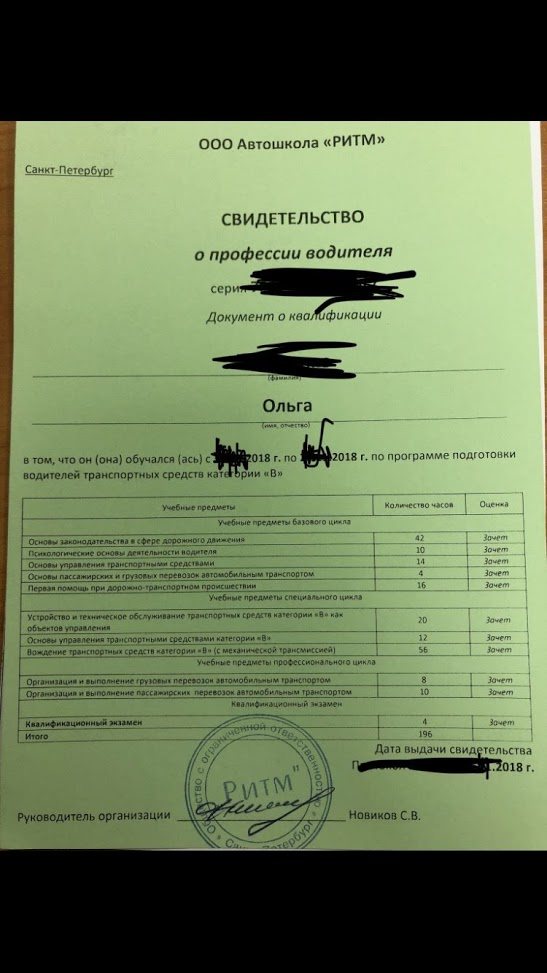 ООО Автошкола «РИТМ»
Санкт-Петербург
СВИДЕТЕЛЬСТВО
о профессии водителя
серия
Документ о квалификации
(фамилия)
Ольга
(имя, отчество)
в том, что он (она) обучался (ась) с 2018 г. по 2018 г. по программе подготовки
водителей транспортных средств категории «В»
Учебные предметы Количество часов Оценка
Учебные предметы базового цикла
Основы законодательства в сфере дорожного движения 42 Зачет
Психологические основы деятельности водителя 10 Зачет
Основы управления транспортными средствами 14 Зачет
Основы пассажирских и грузовых перевозок автомобильным транспортом 4 Зачет
Первая помощь при дорожно-транспортном происшествии 16 Зачет
Учебные предметы специального цикла
Устройство и техническое обслуживание транспортных средств категории «В» как
объектов управления 20 Зачет
Основы управления транспортными средствами категории «В» 12 Зачет
Вождение транспортных средств категории «В» (с механической трансмиссией) 56 Зачет
Учебные предметы профессионального цикла
Организация и выполнение грузовых перевозок автомобильным транспортом 8 Зачет
Организация и выполнение пассажирских перевозок автомобильным транспортом 10 Зачет
Квалификационный экзамен
Квалификационный экзамен 4 Зачет
Итого 196
Дата выдачи свидетельства
.2018 г.
ограниченной ответственностью
РИТМ"
Санкт-Петербург
Руководитель организации Новиков С.В.